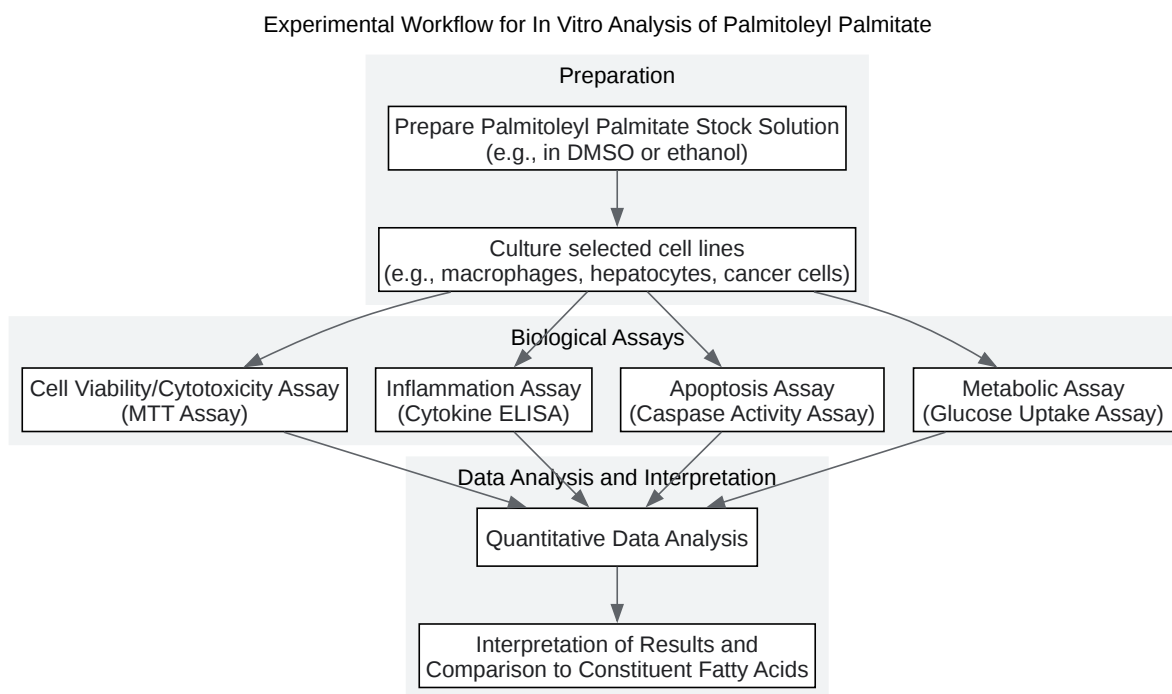 Experimental Workflow for In Vitro Analysis of Palmitoleyl Palmitate
Preparation
Prepare Palmitoleyl Palmitate Stock Solution
(e.g., in DMSO or ethanol)
Culture selected cell lines
(e.g., macrophages, hepatocytes, cancer cells)
Biological Assays
Cell Viability/Cytotoxicity Assay
(MTT Assay)
Inflammation Assay
(Cytokine ELISA)
Apoptosis Assay
(Caspase Activity Assay)
Metabolic Assay
(Glucose Uptake Assay)
Data Analysis and Interpretation
Quantitative Data Analysis
Interpretation of Results and
Comparison to Constituent Fatty Acids